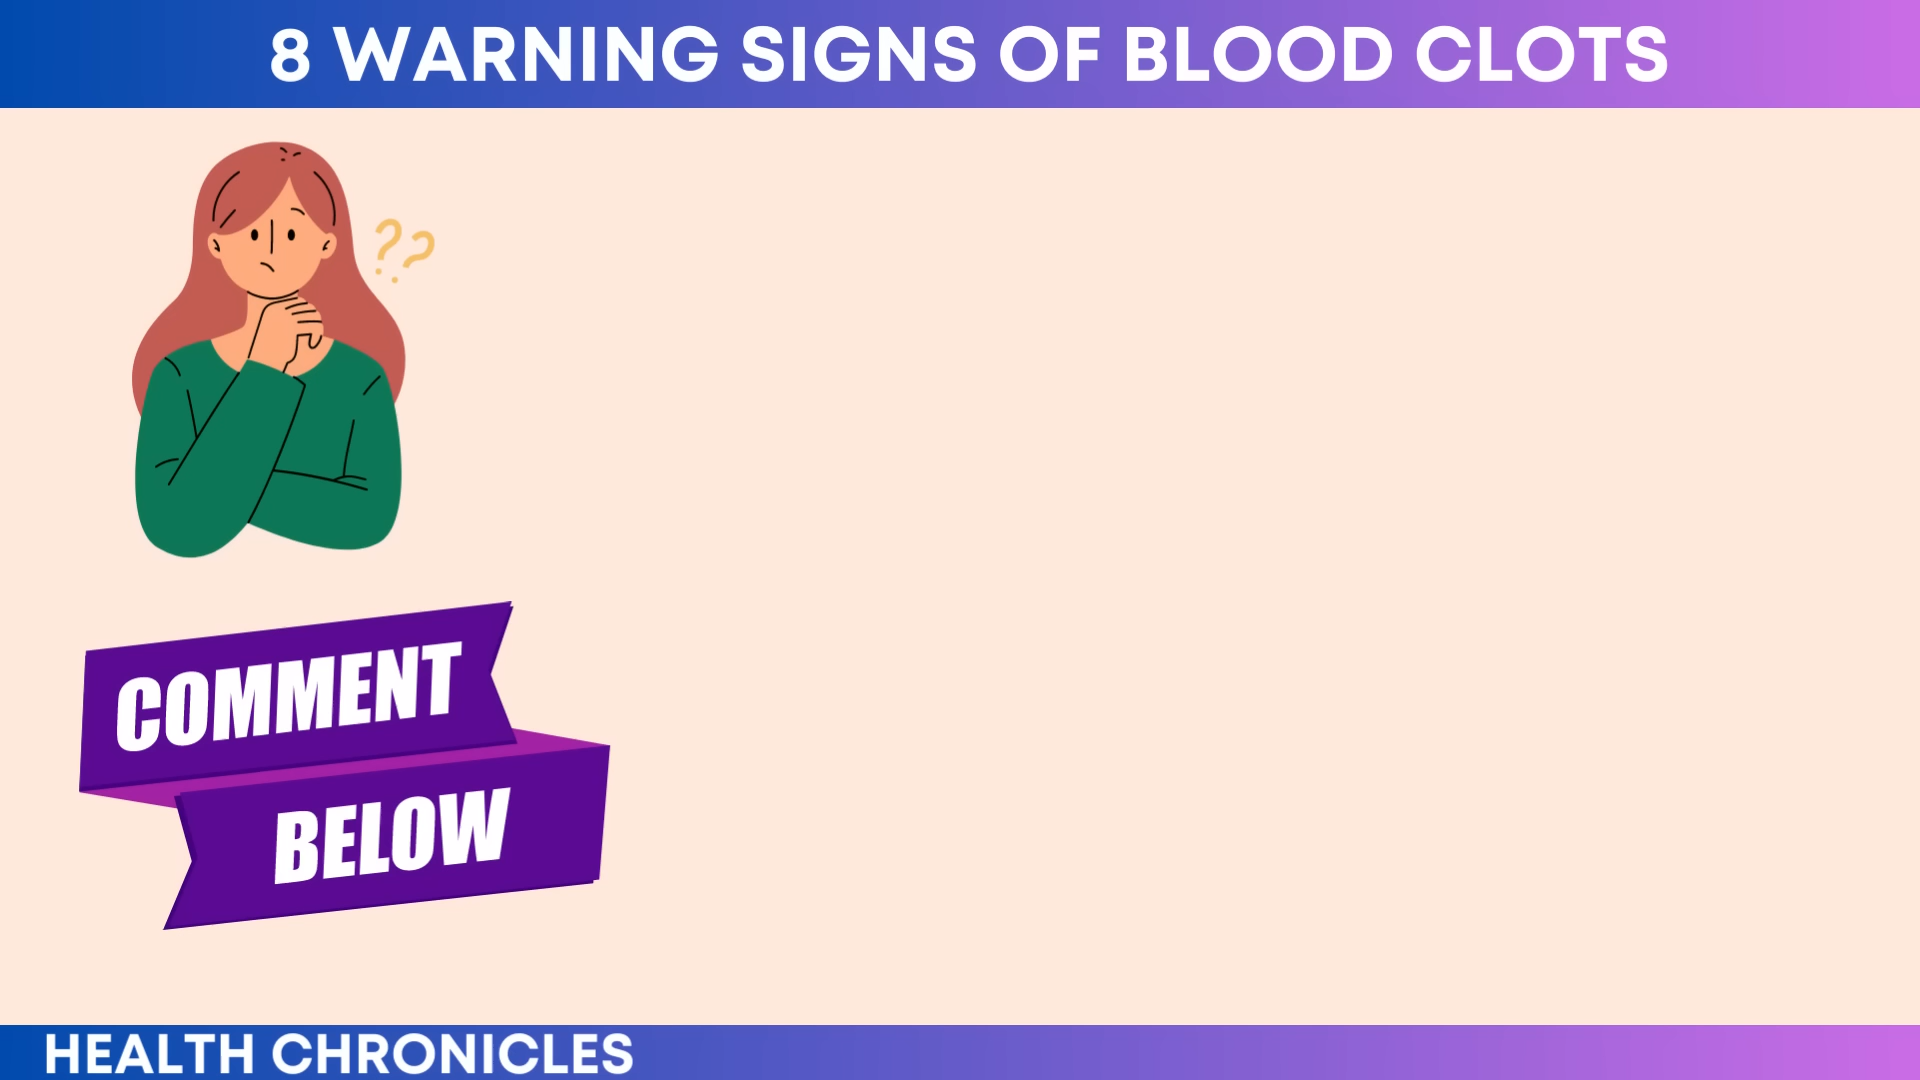 8 WARNING SIGNS OF BLOOD CLOTS
??
COMMENT
BELOW
HEALTH CHRONICLES